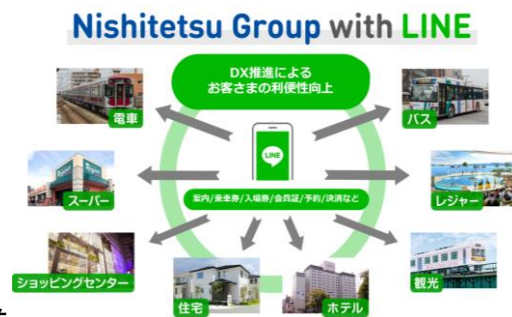 Nishitetsu Group with LINE
DX推進による
お客さまの利便性向上
電車
バス
LINE
案内/乗車券/入場券/会員証/予約/決済など
スーパー
レジャー
ショッピングセンター
住宅
ホテル
観光